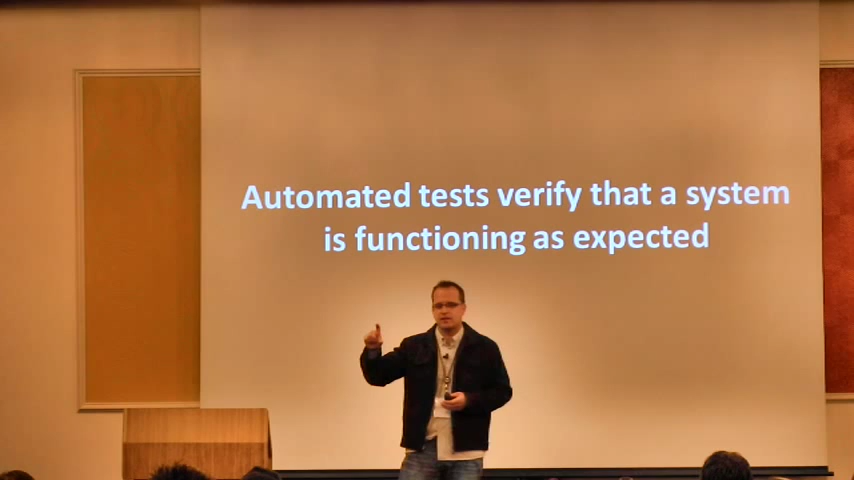 Automated tests verify that a system
is functioning as expected